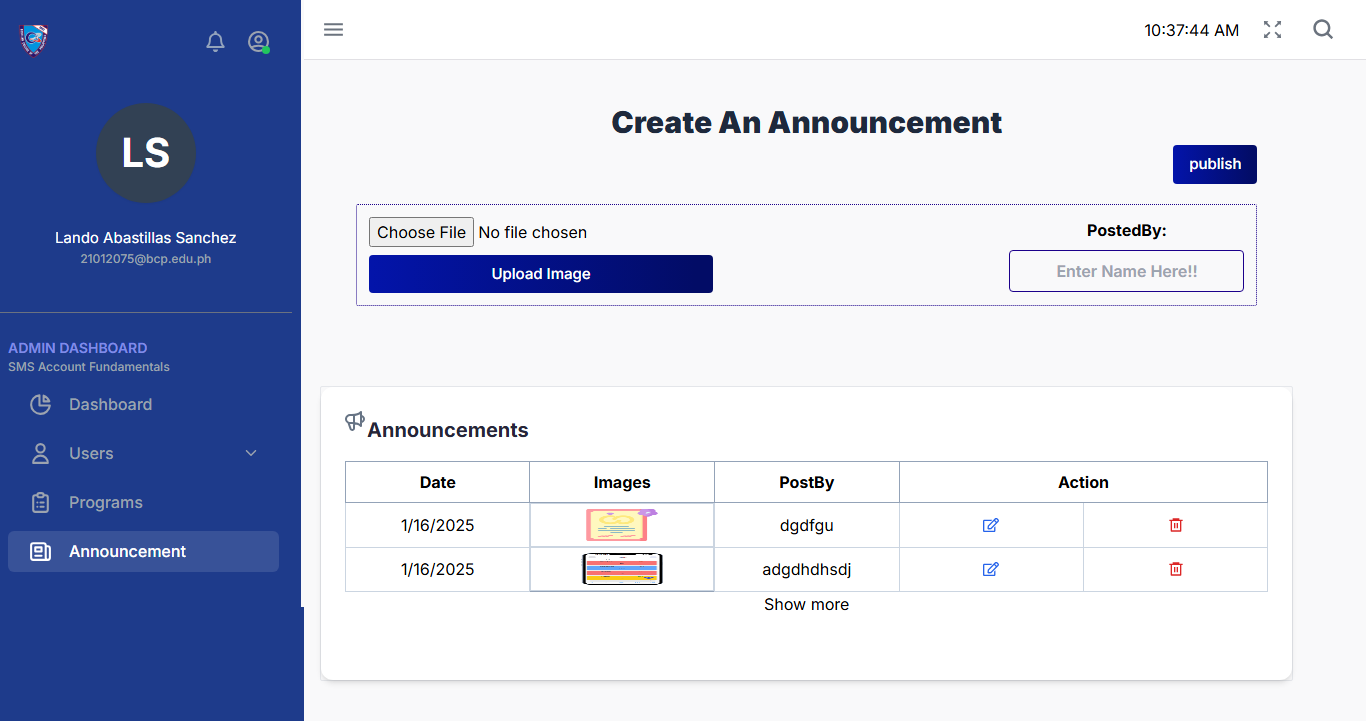 10:37:44 AM
LS
Lando Abastillas Sanchez
21012075@bcp.edu.ph
ADMIN DASHBOARD
SMS Account Fundamentals
Dashboard
Users
Programs
Announcement
Create An Announcement
publish
Choose File No file chosen
Upload Image
PostedBy:
Enter Name Here!!
Announcements
Date Images PostBy Action
1/16/2025 dgdfgu
1/16/2025 adgdhdhsdj
Show more